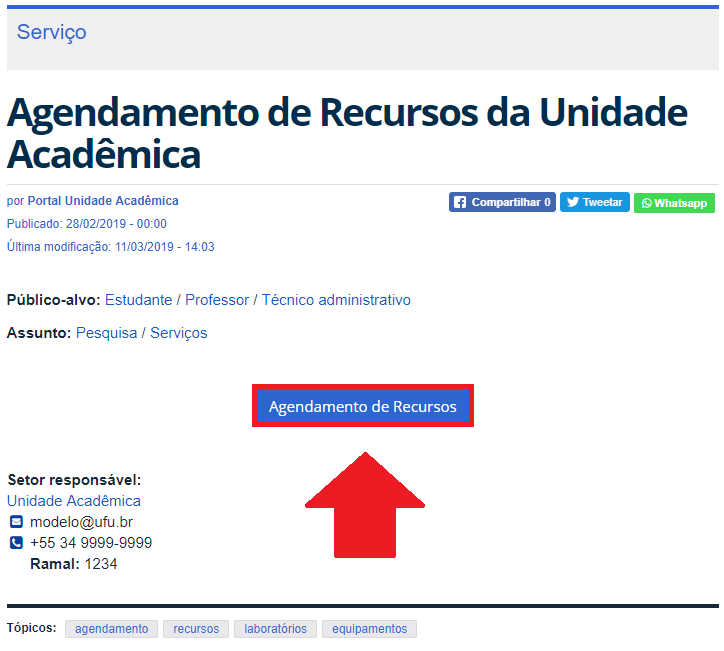 Serviço
Agendamento de Recursos da Unidade
Acadêmica
por Portal Unidade Acadêmica
Compartilhar 0
Tweetar
Whatsapp
Publicado: 28/02/2019 - 00:00
Última modificação: 11/03/2019 - 14:03
Público-alvo: Estudante / Professor / Técnico administrativo
Assunto: Pesquisa / Serviços
Agendamento de Recursos
Setor responsável:
Unidade Acadêmica
modelo@ufu.br
+55 34 9999-9999
Ramal: 1234
Tópicos: agendamento recursos laboratórios equipamentos